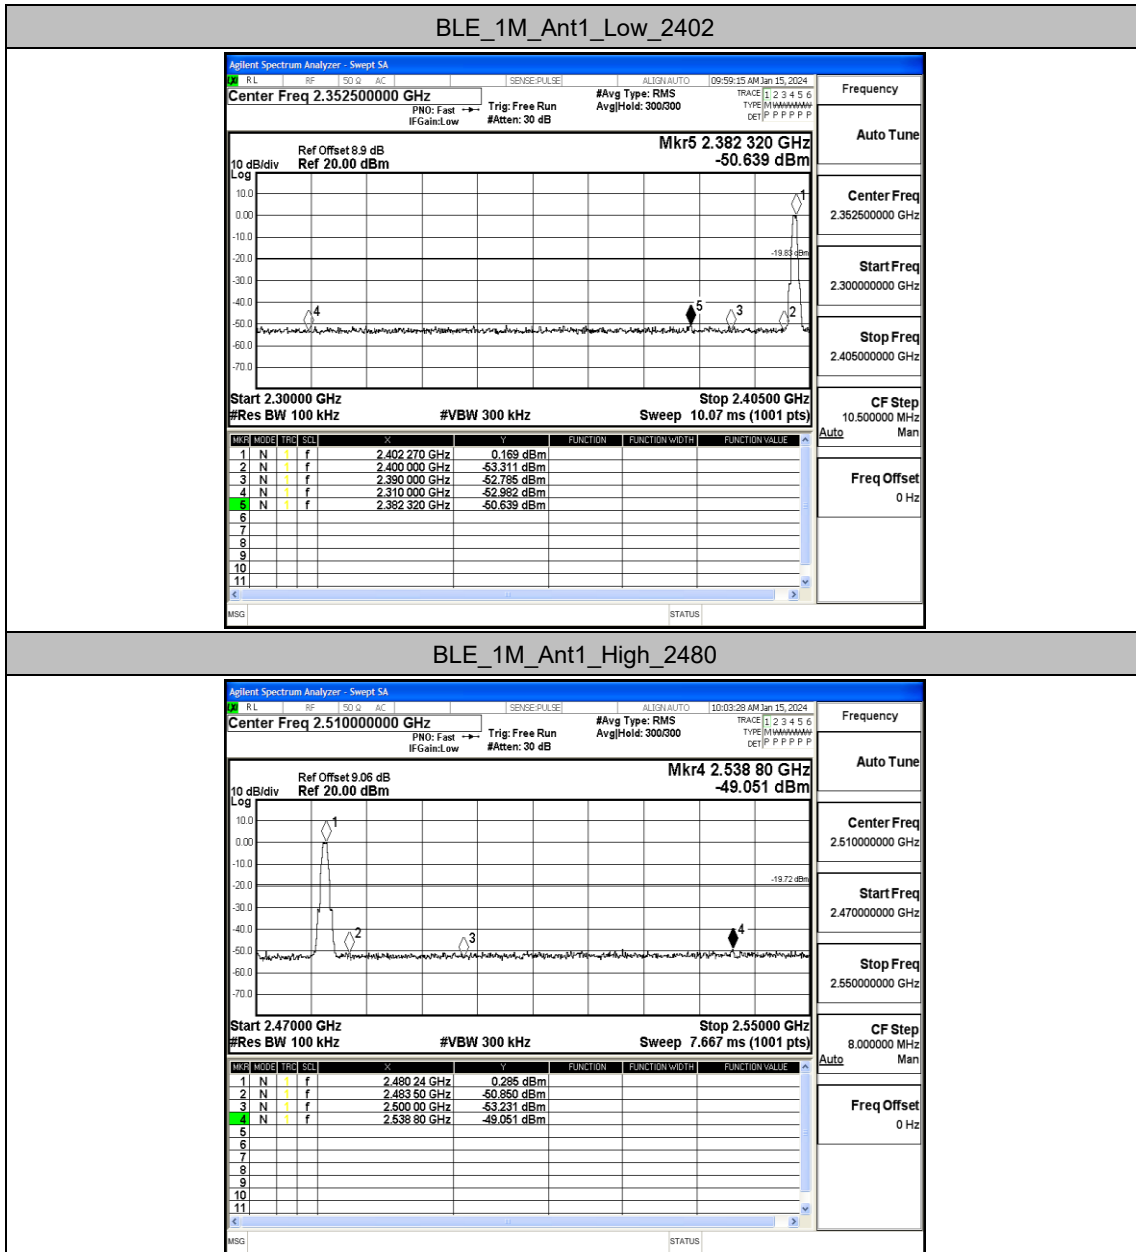 BLE_1M_Ant1_Low_2402
Agilent Spectrum Analyzer - Swept SA
RL RF 50 Ω AC SENSE:PULSE ALIGN AUTO 09:59:15 AM Jan 15, 2024
Center Freq 2.352500000 GHz #Avg Type: RMS TRACE 1 2 3 4 5 6
PNO: Fast Trig: Free Run Avg|Hold: 300/300 TYPE M
IFGain:Low #Atten: 30 dB DET P P P P P P
Mkr5 2.382 320 GHz
-50.639 dBm
Ref Offset 8.9 dB
10 dB/div Ref 20.00 dBm
Log
10.0
0.00
-10.0
-20.0
-30.0
-40.0
-50.0
-60.0
-70.0
1
-19.83 dBm
4
5
3
2
Start 2.30000 GHz Stop 2.40500 GHz
#Res BW 100 kHz #VBW 300 kHz Sweep 10.07 ms (1001 pts)
MKR MODE TRC SCL X Y FUNCTION FUNCTION WIDTH FUNCTION VALUE
1 N 1 f 2.402 270 GHz 0.169 dBm
2 N 1 f 2.400 000 GHz -53.311 dBm
3 N 1 f 2.390 000 GHz -52.785 dBm
4 N 1 f 2.310 000 GHz -52.982 dBm
5 N 1 f 2.382 320 GHz -50.639 dBm
6
7
8
9
10
11
MSG STATUS
Frequency
Auto Tune
Center Freq
2.352500000 GHz
Start Freq
2.300000000 GHz
Stop Freq
2.405000000 GHz
CF Step
10.500000 MHz
Auto Man
Freq Offset
0 Hz
BLE_1M_Ant1_High_2480
Agilent Spectrum Analyzer - Swept SA
RL RF 50 Ω AC SENSE:PULSE ALIGN AUTO 10:03:28 AM Jan 15, 2024
Center Freq 2.510000000 GHz #Avg Type: RMS TRACE 1 2 3 4 5 6
PNO: Fast Trig: Free Run Avg|Hold: 300/300 TYPE M
IFGain:Low #Atten: 30 dB DET P P P P P P
Mkr4 2.538 80 GHz
-49.051 dBm
Ref Offset 9.06 dB
10 dB/div Ref 20.00 dBm
Log
10.0
0.00
-10.0
-20.0
-30.0
-40.0
-50.0
-60.0
-70.0
1
-19.72 dBm
2
3
4
Start 2.47000 GHz Stop 2.55000 GHz
#Res BW 100 kHz #VBW 300 kHz Sweep 7.667 ms (1001 pts)
MKR MODE TRC SCL X Y FUNCTION FUNCTION WIDTH FUNCTION VALUE
1 N 1 f 2.480 24 GHz 0.285 dBm
2 N 1 f 2.483 50 GHz -50.850 dBm
3 N 1 f 2.500 00 GHz -53.231 dBm
4 N 1 f 2.538 80 GHz -49.051 dBm
5
6
7
8
9
10
11
MSG STATUS
Frequency
Auto Tune
Center Freq
2.510000000 GHz
Start Freq
2.470000000 GHz
Stop Freq
2.550000000 GHz
CF Step
8.000000 MHz
Auto Man
Freq Offset
0 Hz